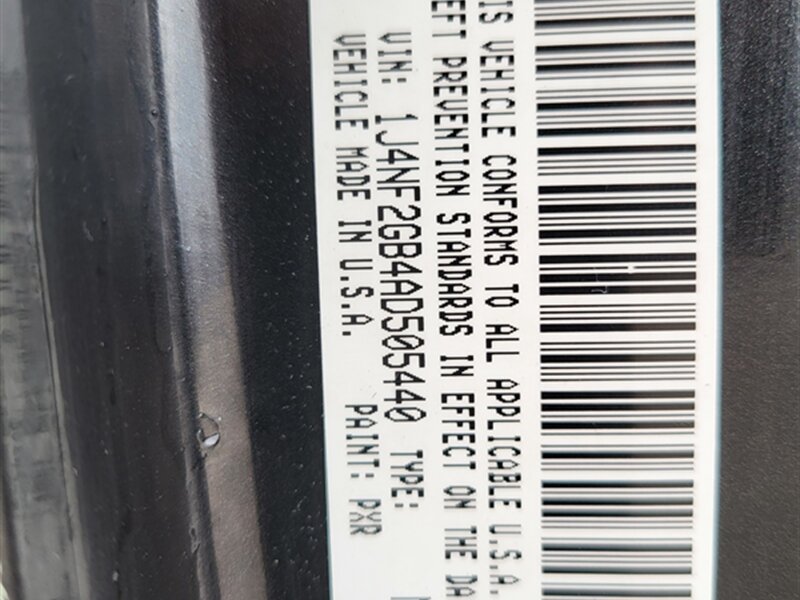 IS VEHICLE CONFORMS TO ALL APPLICABLE U.S.A.
EFT PREVENTION STANDARDS IN EFFECT ON THE DA
VIN: 1J4NF2GB4AD505440 TYPE:
VEHICLE MADE IN U.S.A. PAINT: PXR